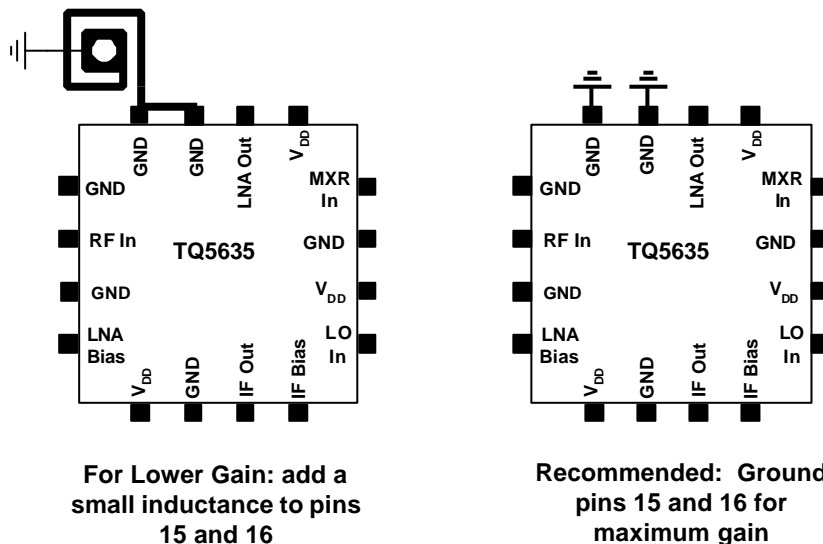 GND
GND
LNA Out
VDD
GND
MXR
In
RF In
TQ5635
GND
GND
VDD
LNA
Bias
LO
In
VDD
GND
IF Out
IF Bias
For Lower Gain: add a
small inductance to pins
15 and 16
GND
GND
LNA Out
VDD
GND
MXR
In
RF In
TQ5635
GND
GND
VDD
LNA
Bias
LO
In
VDD
GND
IF Out
IF Bias
Recommended: Ground
pins 15 and 16 for
maximum gain